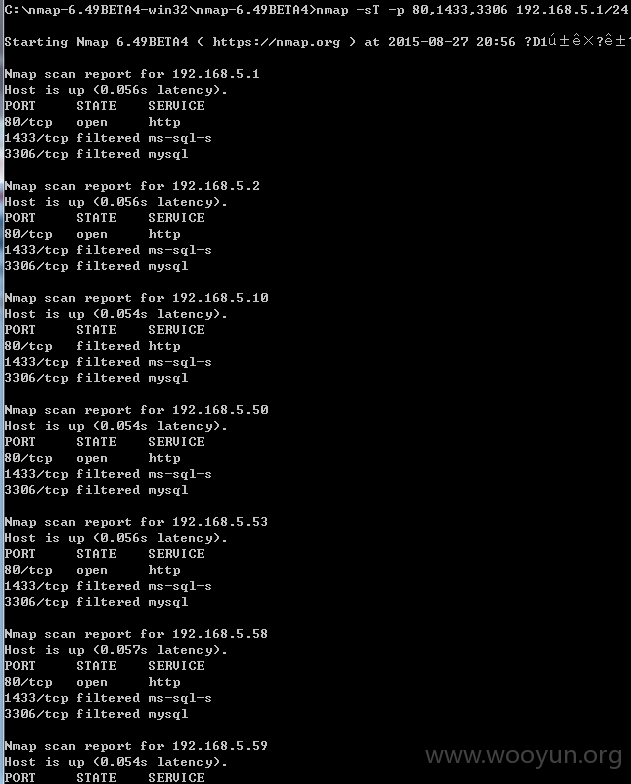 C:\nmap-6.49BETA4-win32\nmap-6.49BETA4>nmap -sT -p 80,1433,3306 192.168.5.1/24
Starting Nmap 6.49BETA4 ( https://nmap.org ) at 2015-08-27 20:56 ?D1ú±ê×?ê±
Nmap scan report for 192.168.5.1
Host is up (0.056s latency).
PORT     STATE    SERVICE
80/tcp   open     http
1433/tcp filtered ms-sql-s
3306/tcp filtered mysql
Nmap scan report for 192.168.5.2
Host is up (0.056s latency).
PORT     STATE    SERVICE
80/tcp   open     http
1433/tcp filtered ms-sql-s
3306/tcp filtered mysql
Nmap scan report for 192.168.5.10
Host is up (0.054s latency).
PORT     STATE    SERVICE
80/tcp   filtered http
1433/tcp filtered ms-sql-s
3306/tcp filtered mysql
Nmap scan report for 192.168.5.50
Host is up (0.054s latency).
PORT     STATE    SERVICE
80/tcp   open     http
1433/tcp filtered ms-sql-s
3306/tcp filtered mysql
Nmap scan report for 192.168.5.53
Host is up (0.056s latency).
PORT     STATE    SERVICE
80/tcp   open     http
1433/tcp filtered ms-sql-s
3306/tcp filtered mysql
Nmap scan report for 192.168.5.58
Host is up (0.057s latency).
PORT     STATE    SERVICE
80/tcp   open     http
1433/tcp filtered ms-sql-s
3306/tcp filtered mysql
Nmap scan report for 192.168.5.59
Host is up (0.054s latency).
PORT     STATE    SERVICE
www.wooyun.org